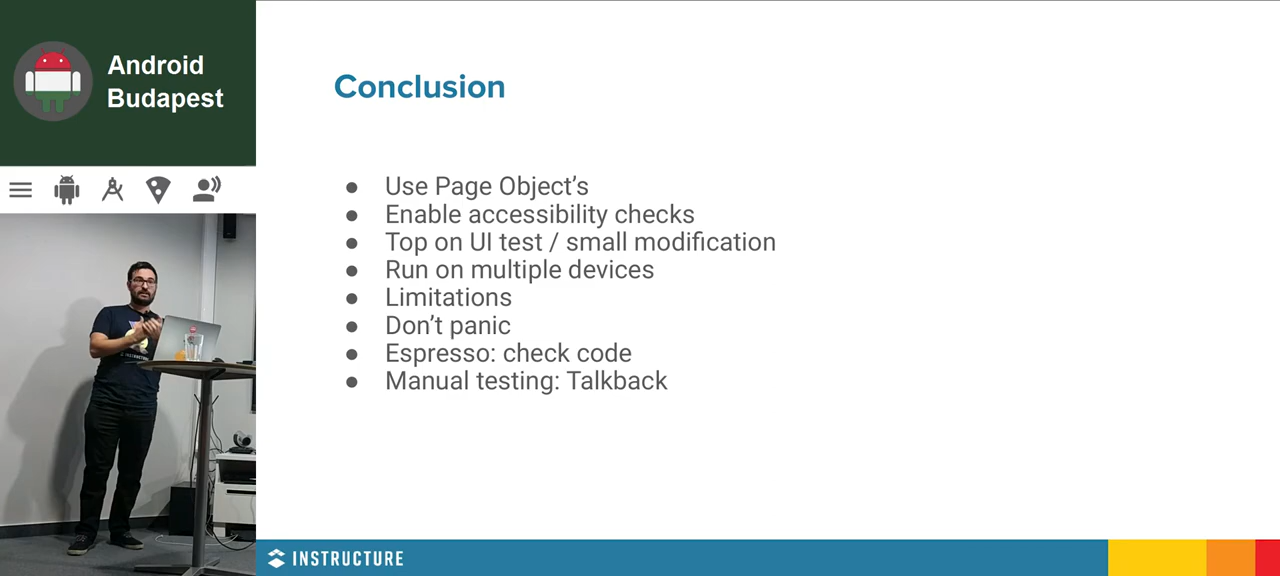 Android
Budapest
Conclusion
● Use Page Object’s
● Enable accessibility checks
● Top on UI test / small modification
● Run on multiple devices
● Limitations
● Don’t panic
● Espresso: check code
● Manual testing: Talkback
INSTRUCTURE
INSTRUCTURE